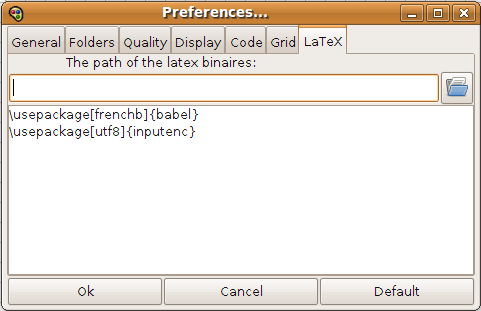 Preferences...
General Folders Quality Display Code Grid LaTeX
The path of the latex binaires:
\usepackage[frenchb]{babel}
\usepackage[utf8]{inputenc}
Ok Cancel Default